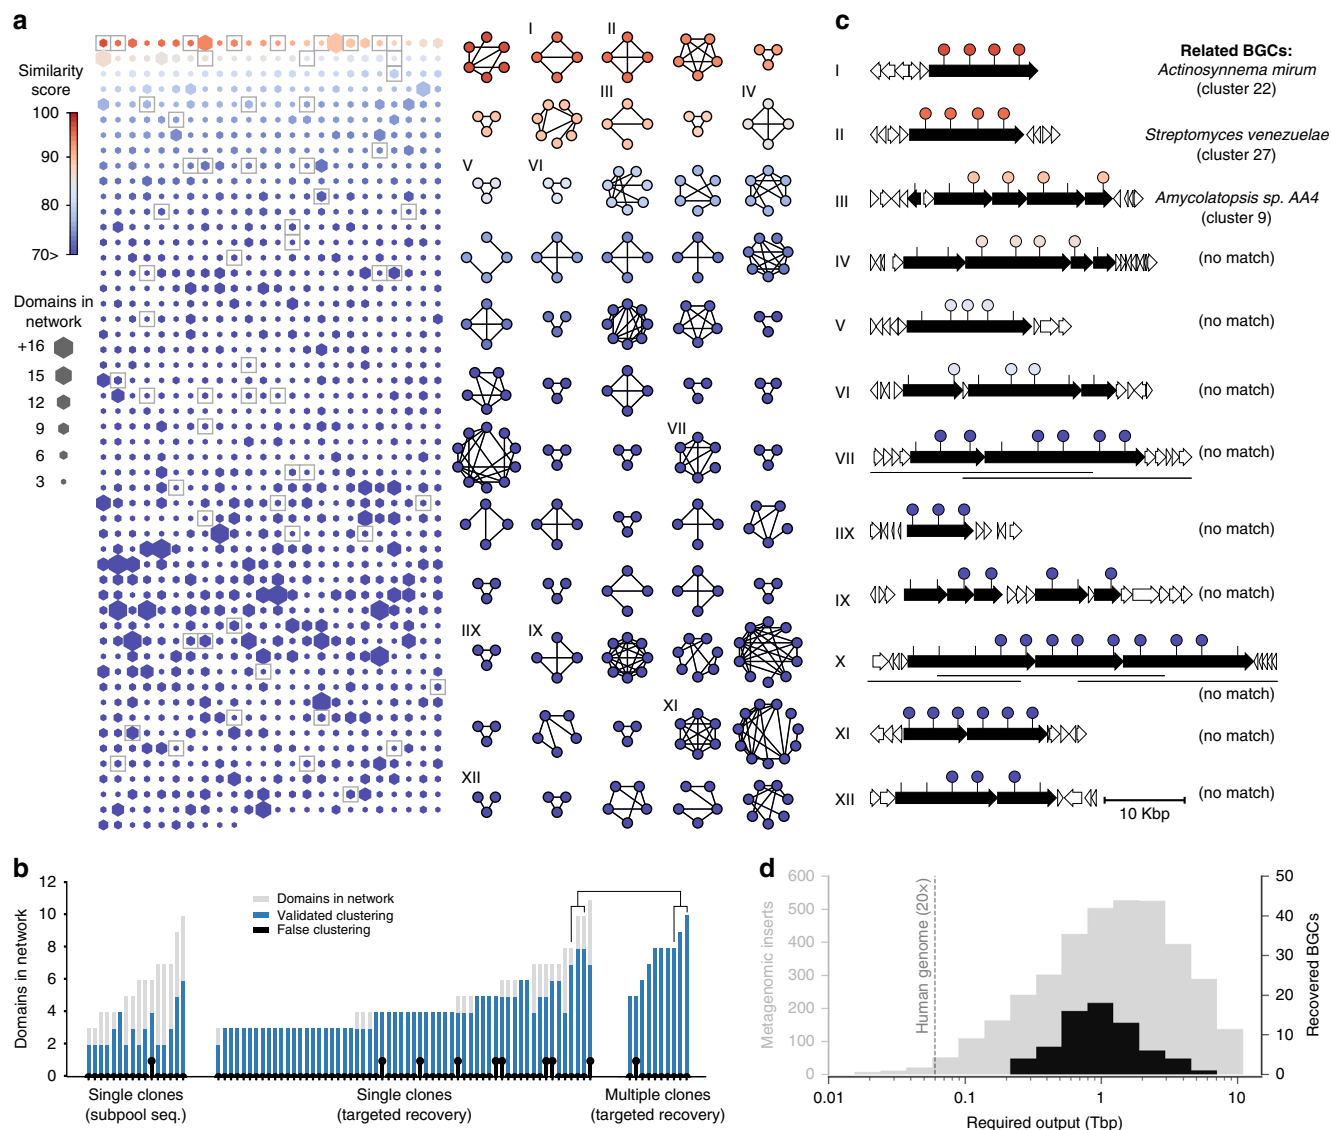 a
Similarity
score
100
90
80
70>
Domains in
network
+16
15
12
9
6
3
I
II
III
IV
V
VI
VII
IIX
IX
XI
XII
c
Related BGCs:
I
Actinosynnema mirum
(cluster 22)
II
Streptomyces venezuelae
(cluster 27)
III
Amycolatopsis sp. AA4
(cluster 9)
IV
(no match)
V
(no match)
VI
(no match)
VII
(no match)
IIX
(no match)
IX
(no match)
X
(no match)
XI
(no match)
XII
(no match)
10 Kbp
b
Domains in network
12
10
8
6
4
2
0
Domains in network
Validated clustering
False clustering
Single clones
(subpool seq.)
Single clones
(targeted recovery)
Multiple clones
(targeted recovery)
d
Metagenomic inserts
600
500
400
300
200
100
0
Human genome (20×)
50
40
30
20
10
0
Recovered BGCs
0.01
0.1
1
10
Required output (Tbp)